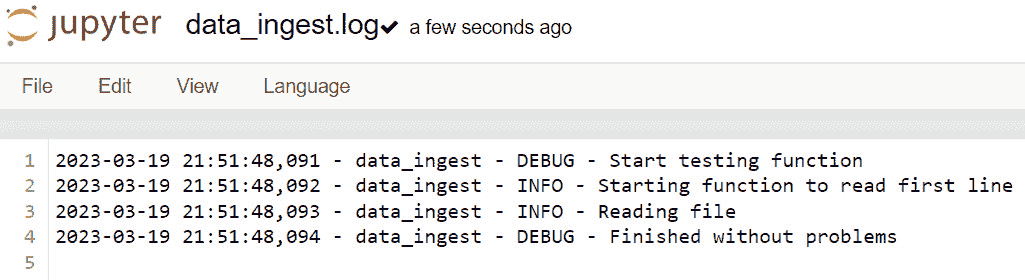 jupyter data_ingest.log✔ a few seconds ago
File Edit View Language
1 2023-03-19 21:51:48,091 - data_ingest - DEBUG - Start testing function
2 2023-03-19 21:51:48,092 - data_ingest - INFO - Starting function to read first line
3 2023-03-19 21:51:48,093 - data_ingest - INFO - Reading file
4 2023-03-19 21:51:48,094 - data_ingest - DEBUG - Finished without problems
5